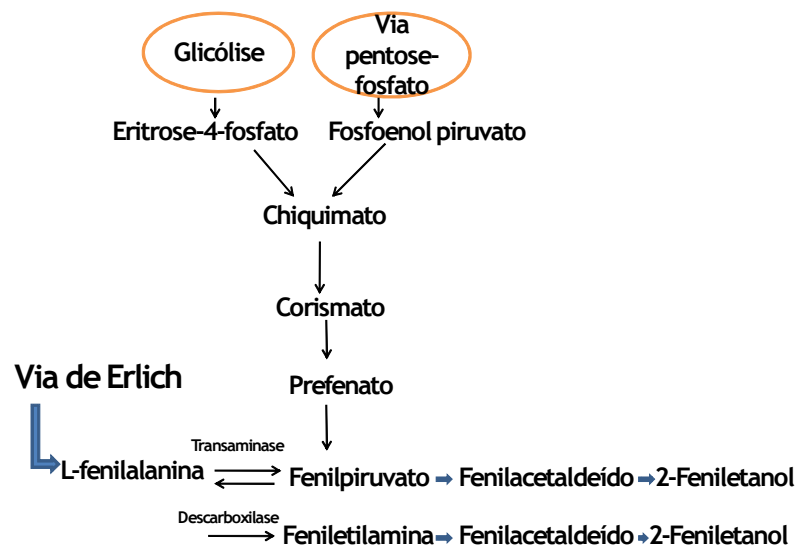 Glicólise
Via
pentose-
fosfato
Eritrose-4-fosfato
Fosfoenol piruvato
Chiquimato
Corismato
Prefenato
Via de Erlich
Transaminase
L-fenilalanina
Fenilpiruvato
Fenilacetaldeído
2-Feniletanol
Descarboxilase
Feniletilamina
Fenilacetaldeído
2-Feniletanol